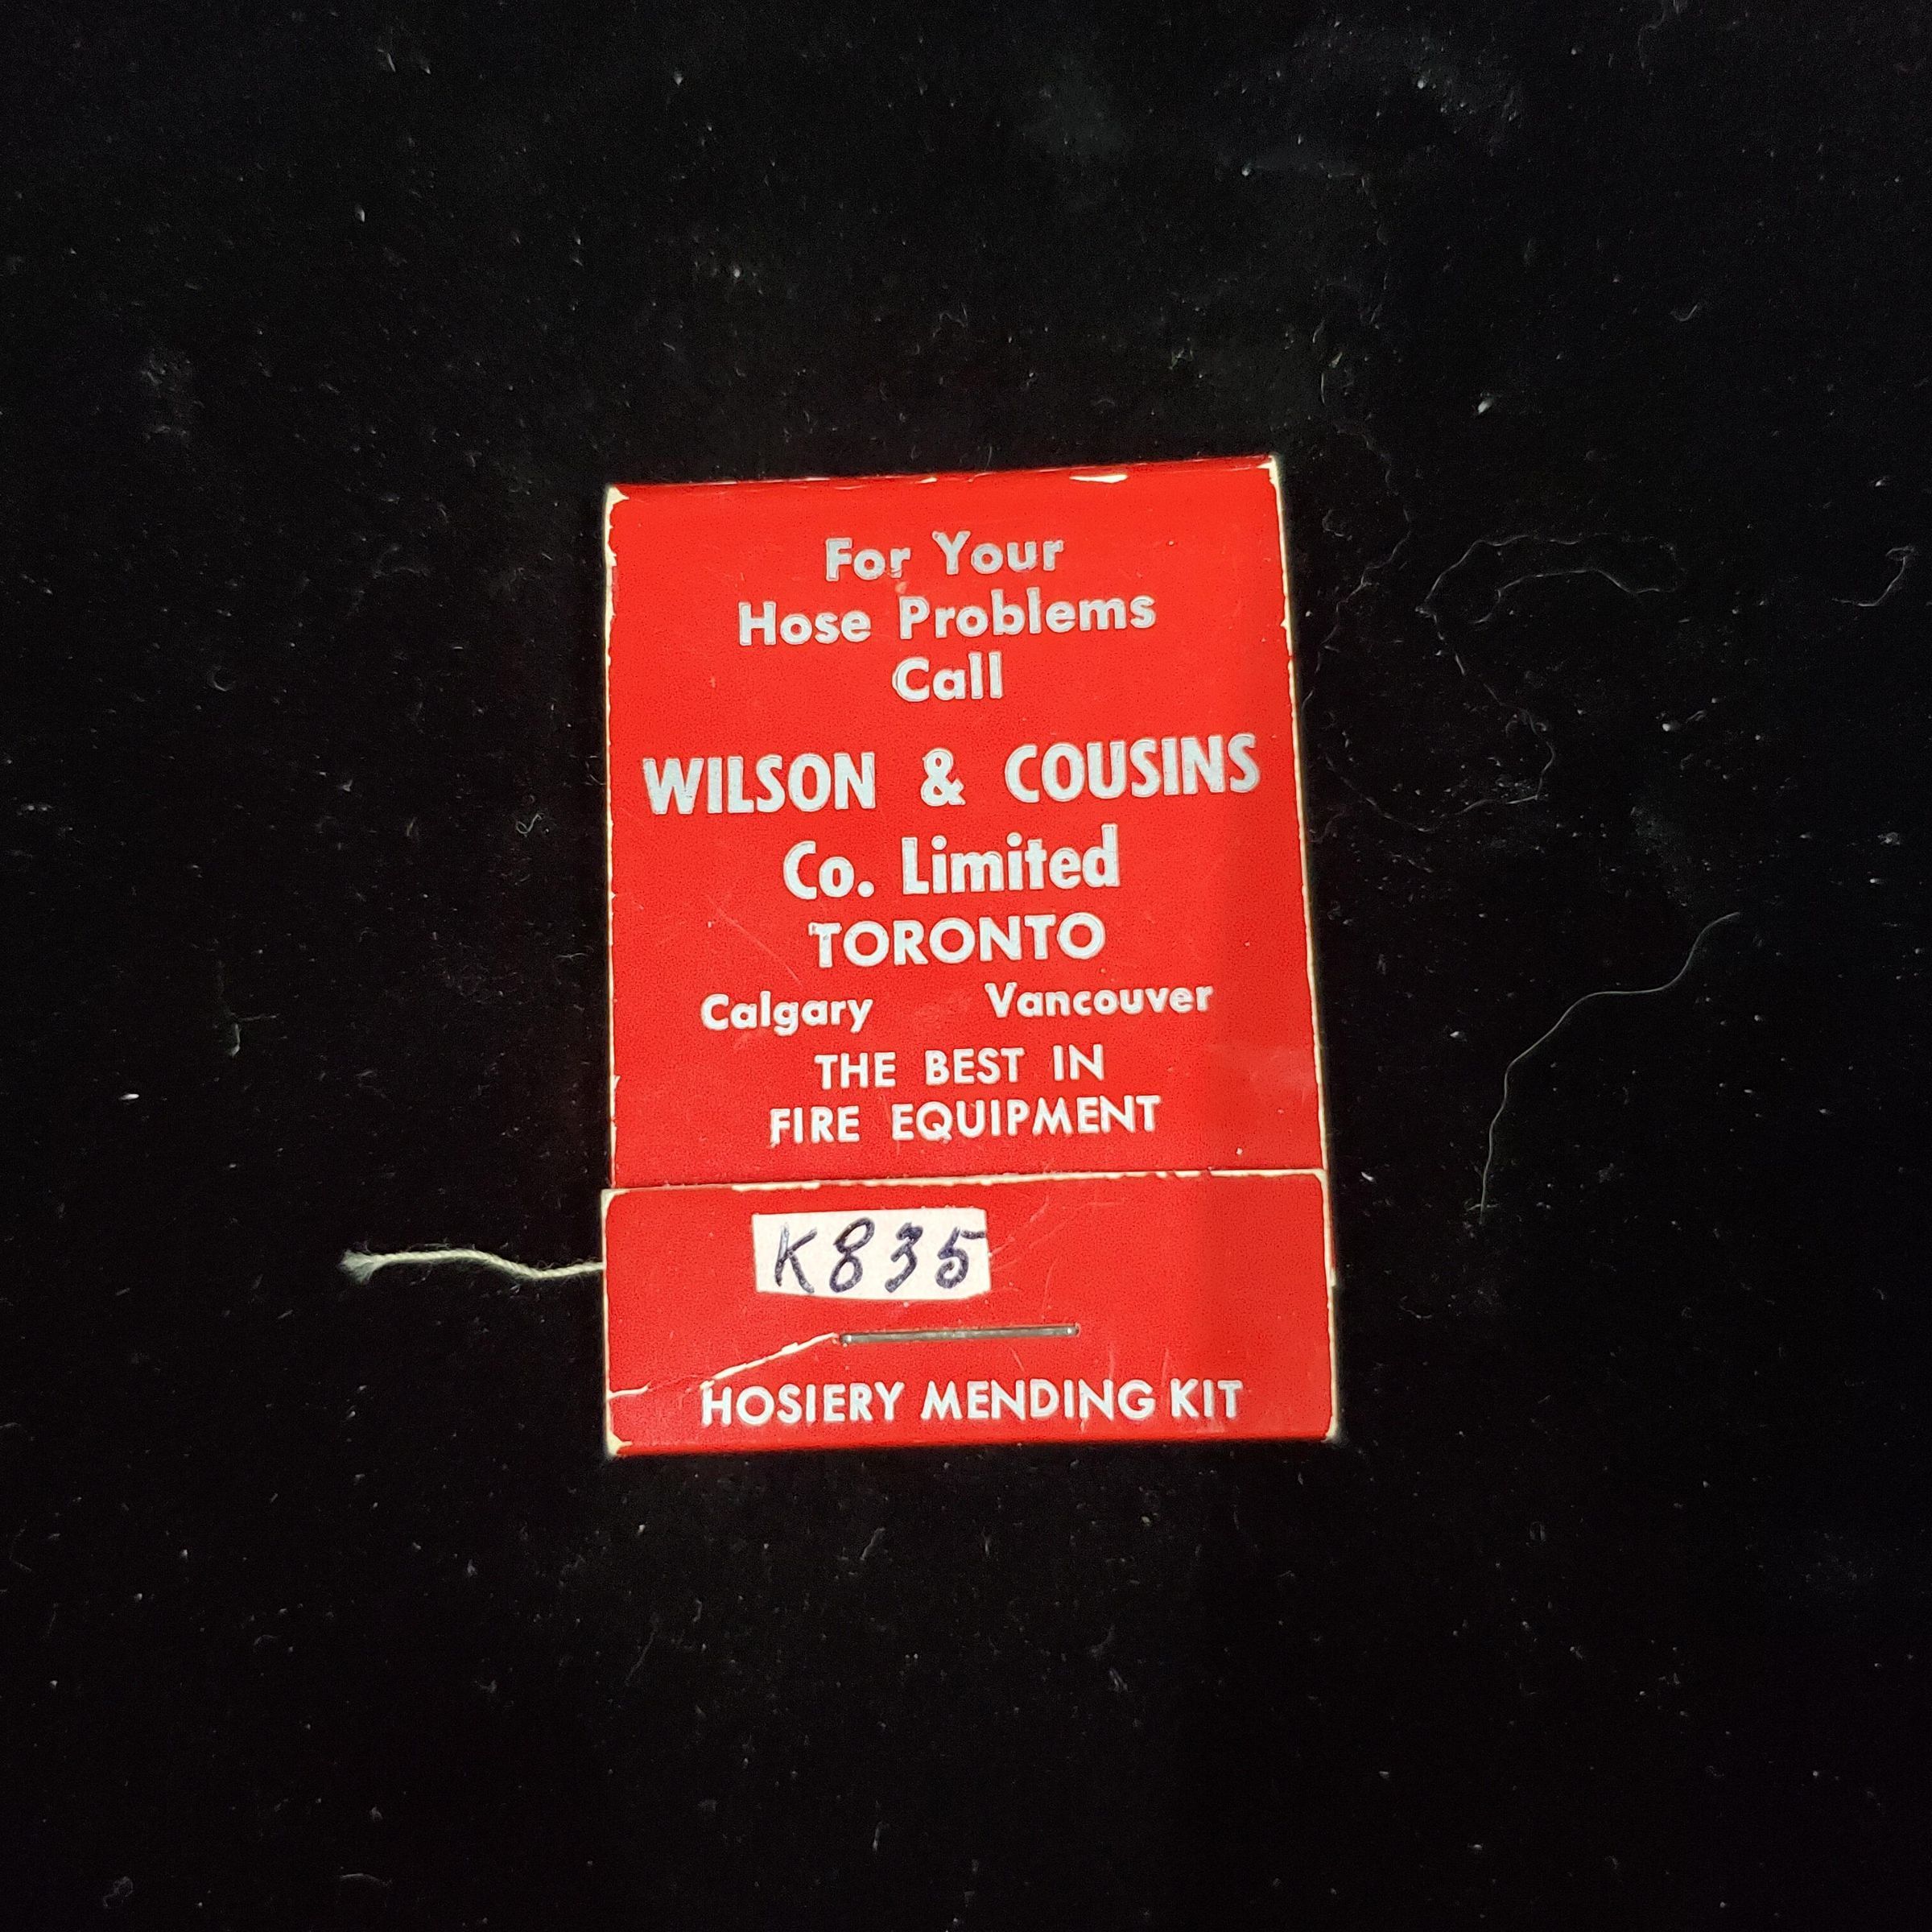 For Your
Hose Problems
Call
WILSON & COUSINS
Co. Limited
TORONTO
Calgary Vancouver
THE BEST IN
FIRE EQUIPMENT
K835
HOSIERY MENDING KIT